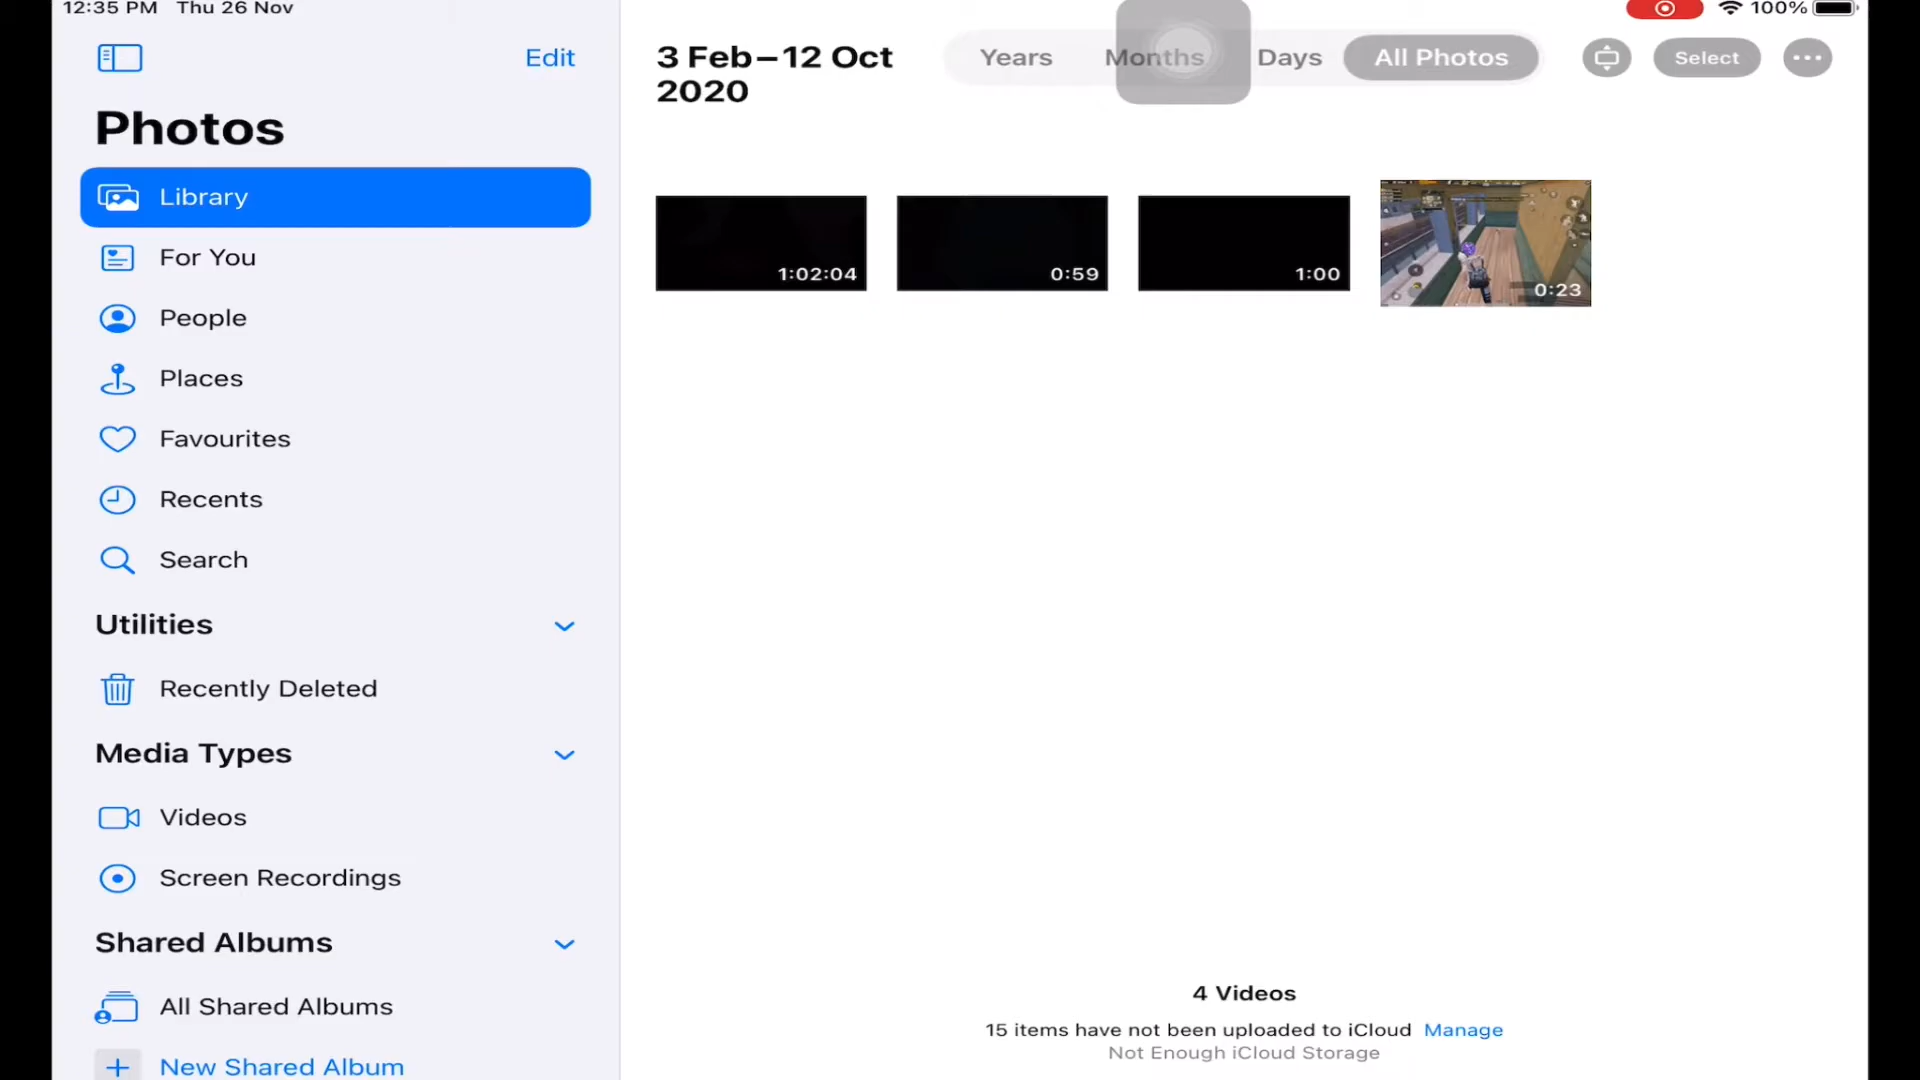 12:35 PM Thu 26 Nov
100%
Edit
Photos
Library
For You
People
Places
Favourites
Recents
Search
Utilities
Recently Deleted
Media Types
Videos
Screen Recordings
Shared Albums
All Shared Albums
New Shared Album
3 Feb–12 Oct
2020
Years Months Days All Photos
Select
1:02:04
0:59
1:00
0:23
4 Videos
15 items have not been uploaded to iCloud Manage
Not Enough iCloud Storage